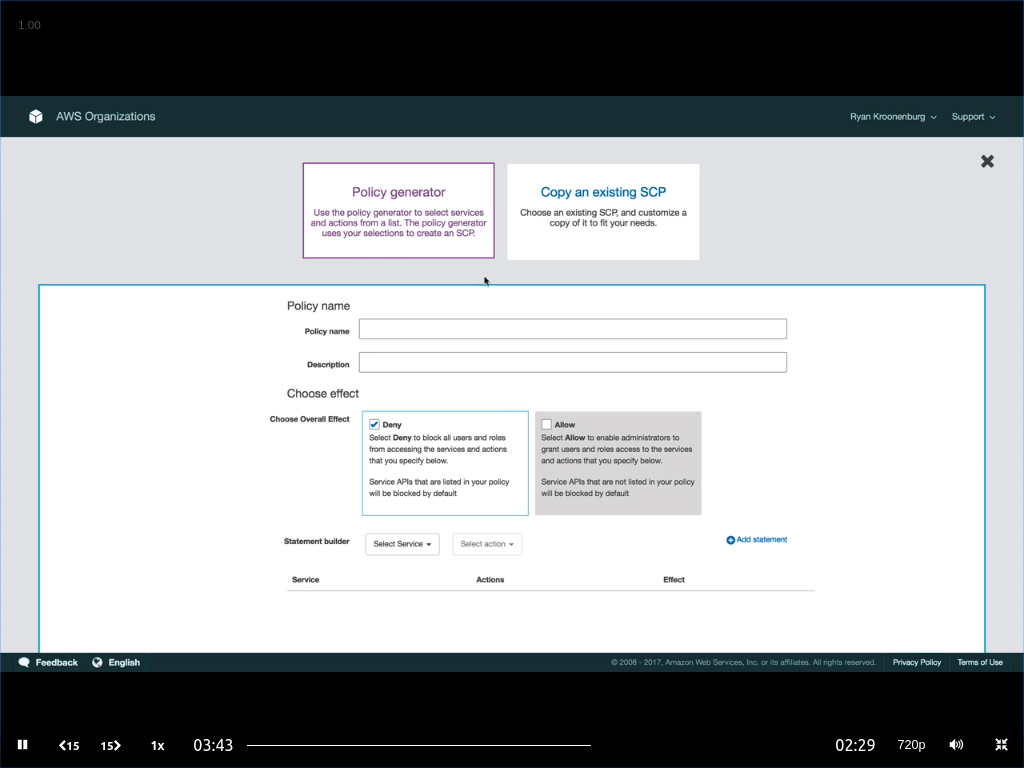 1.00
AWS Organizations
Ryan Kroonenburg
Support
Policy generator
Use the policy generator to select services
and actions from a list. The policy generator
uses your selections to create an SCP.
Copy an existing SCP
Choose an existing SCP, and customize a
copy of it to fit your needs.
Policy name
Policy name
Description
Choose effect
Choose Overall Effect
Deny
Select Deny to block all users and roles
from accessing the services and actions
that you specify below.
Service APIs that are listed in your policy
will be blocked by default
Allow
Select Allow to enable administrators to
grant users and roles access to the services
and actions that you specify below.
Service APIs that are not listed in your policy
will be blocked by default
Statement builder
Select Service
Select action
Add statement
Service
Actions
Effect
Feedback
English
© 2008 - 2017, Amazon Web Services, Inc. or its affiliates. All rights reserved.
Privacy Policy
Terms of Use
15
15
1x
03:43
02:29
720p